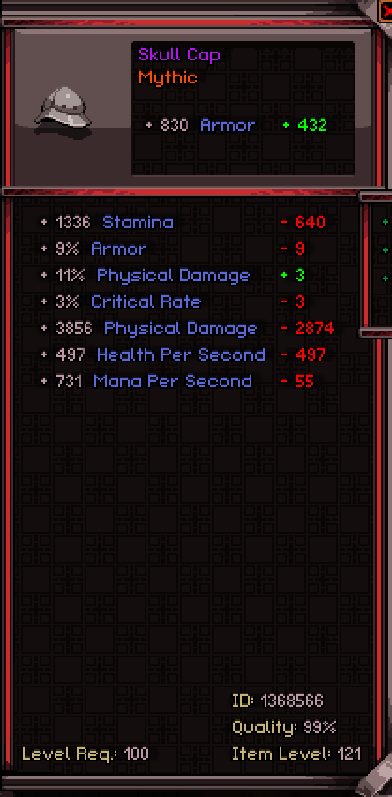 Skull Cap
Mythic
+ 830 Armor + 432
+ 1336 Stamina - 640
+ 9% Armor - 9
+ 11% Physical Damage + 3
+ 3% Critical Rate - 3
+ 3856 Physical Damage - 2874
+ 497 Health Per Second - 497
+ 731 Mana Per Second - 55
ID: 1368566
Quality: 99%
Level Req.: 100 Item Level: 121